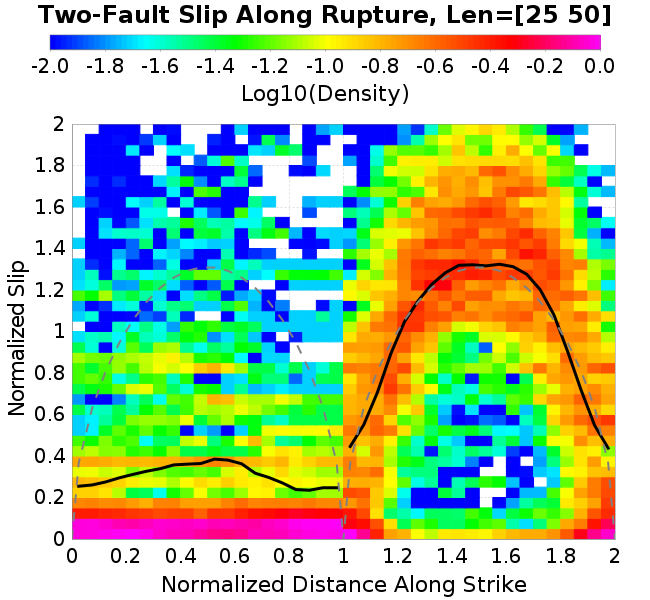 Two-Fault Slip Along Rupture, Len=[25 50]
-2.0 -1.8 -1.6 -1.4 -1.2 -1.0 -0.8 -0.6 -0.4 -0.2 0.0
Log10(Density)
2
1.8
1.6
1.4
1.2
1
0.8
0.6
0.4
0.2
0
Normalized Slip
0 0.2 0.4 0.6 0.8 1 1.2 1.4 1.6 1.8 2
Normalized Distance Along Strike